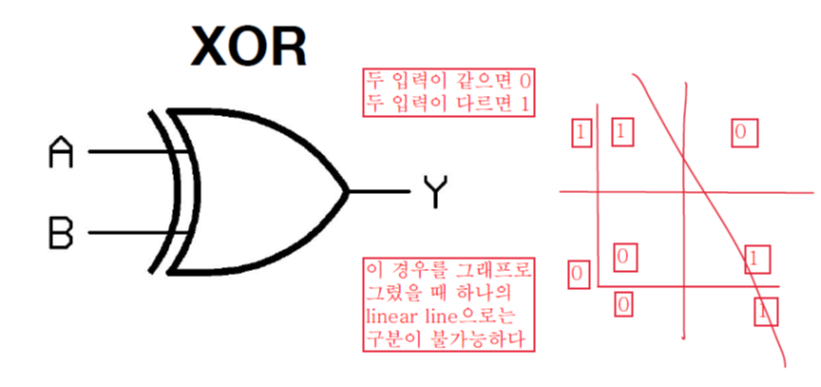 XOR
두 입력이 같으면 0
두 입력이 다르면 1
A
B
Y
이 경우를 그래프로
그렸을 때 하나의
linear line으로는
구분이 불가능하다
1 1 0
0 0 1
0 1